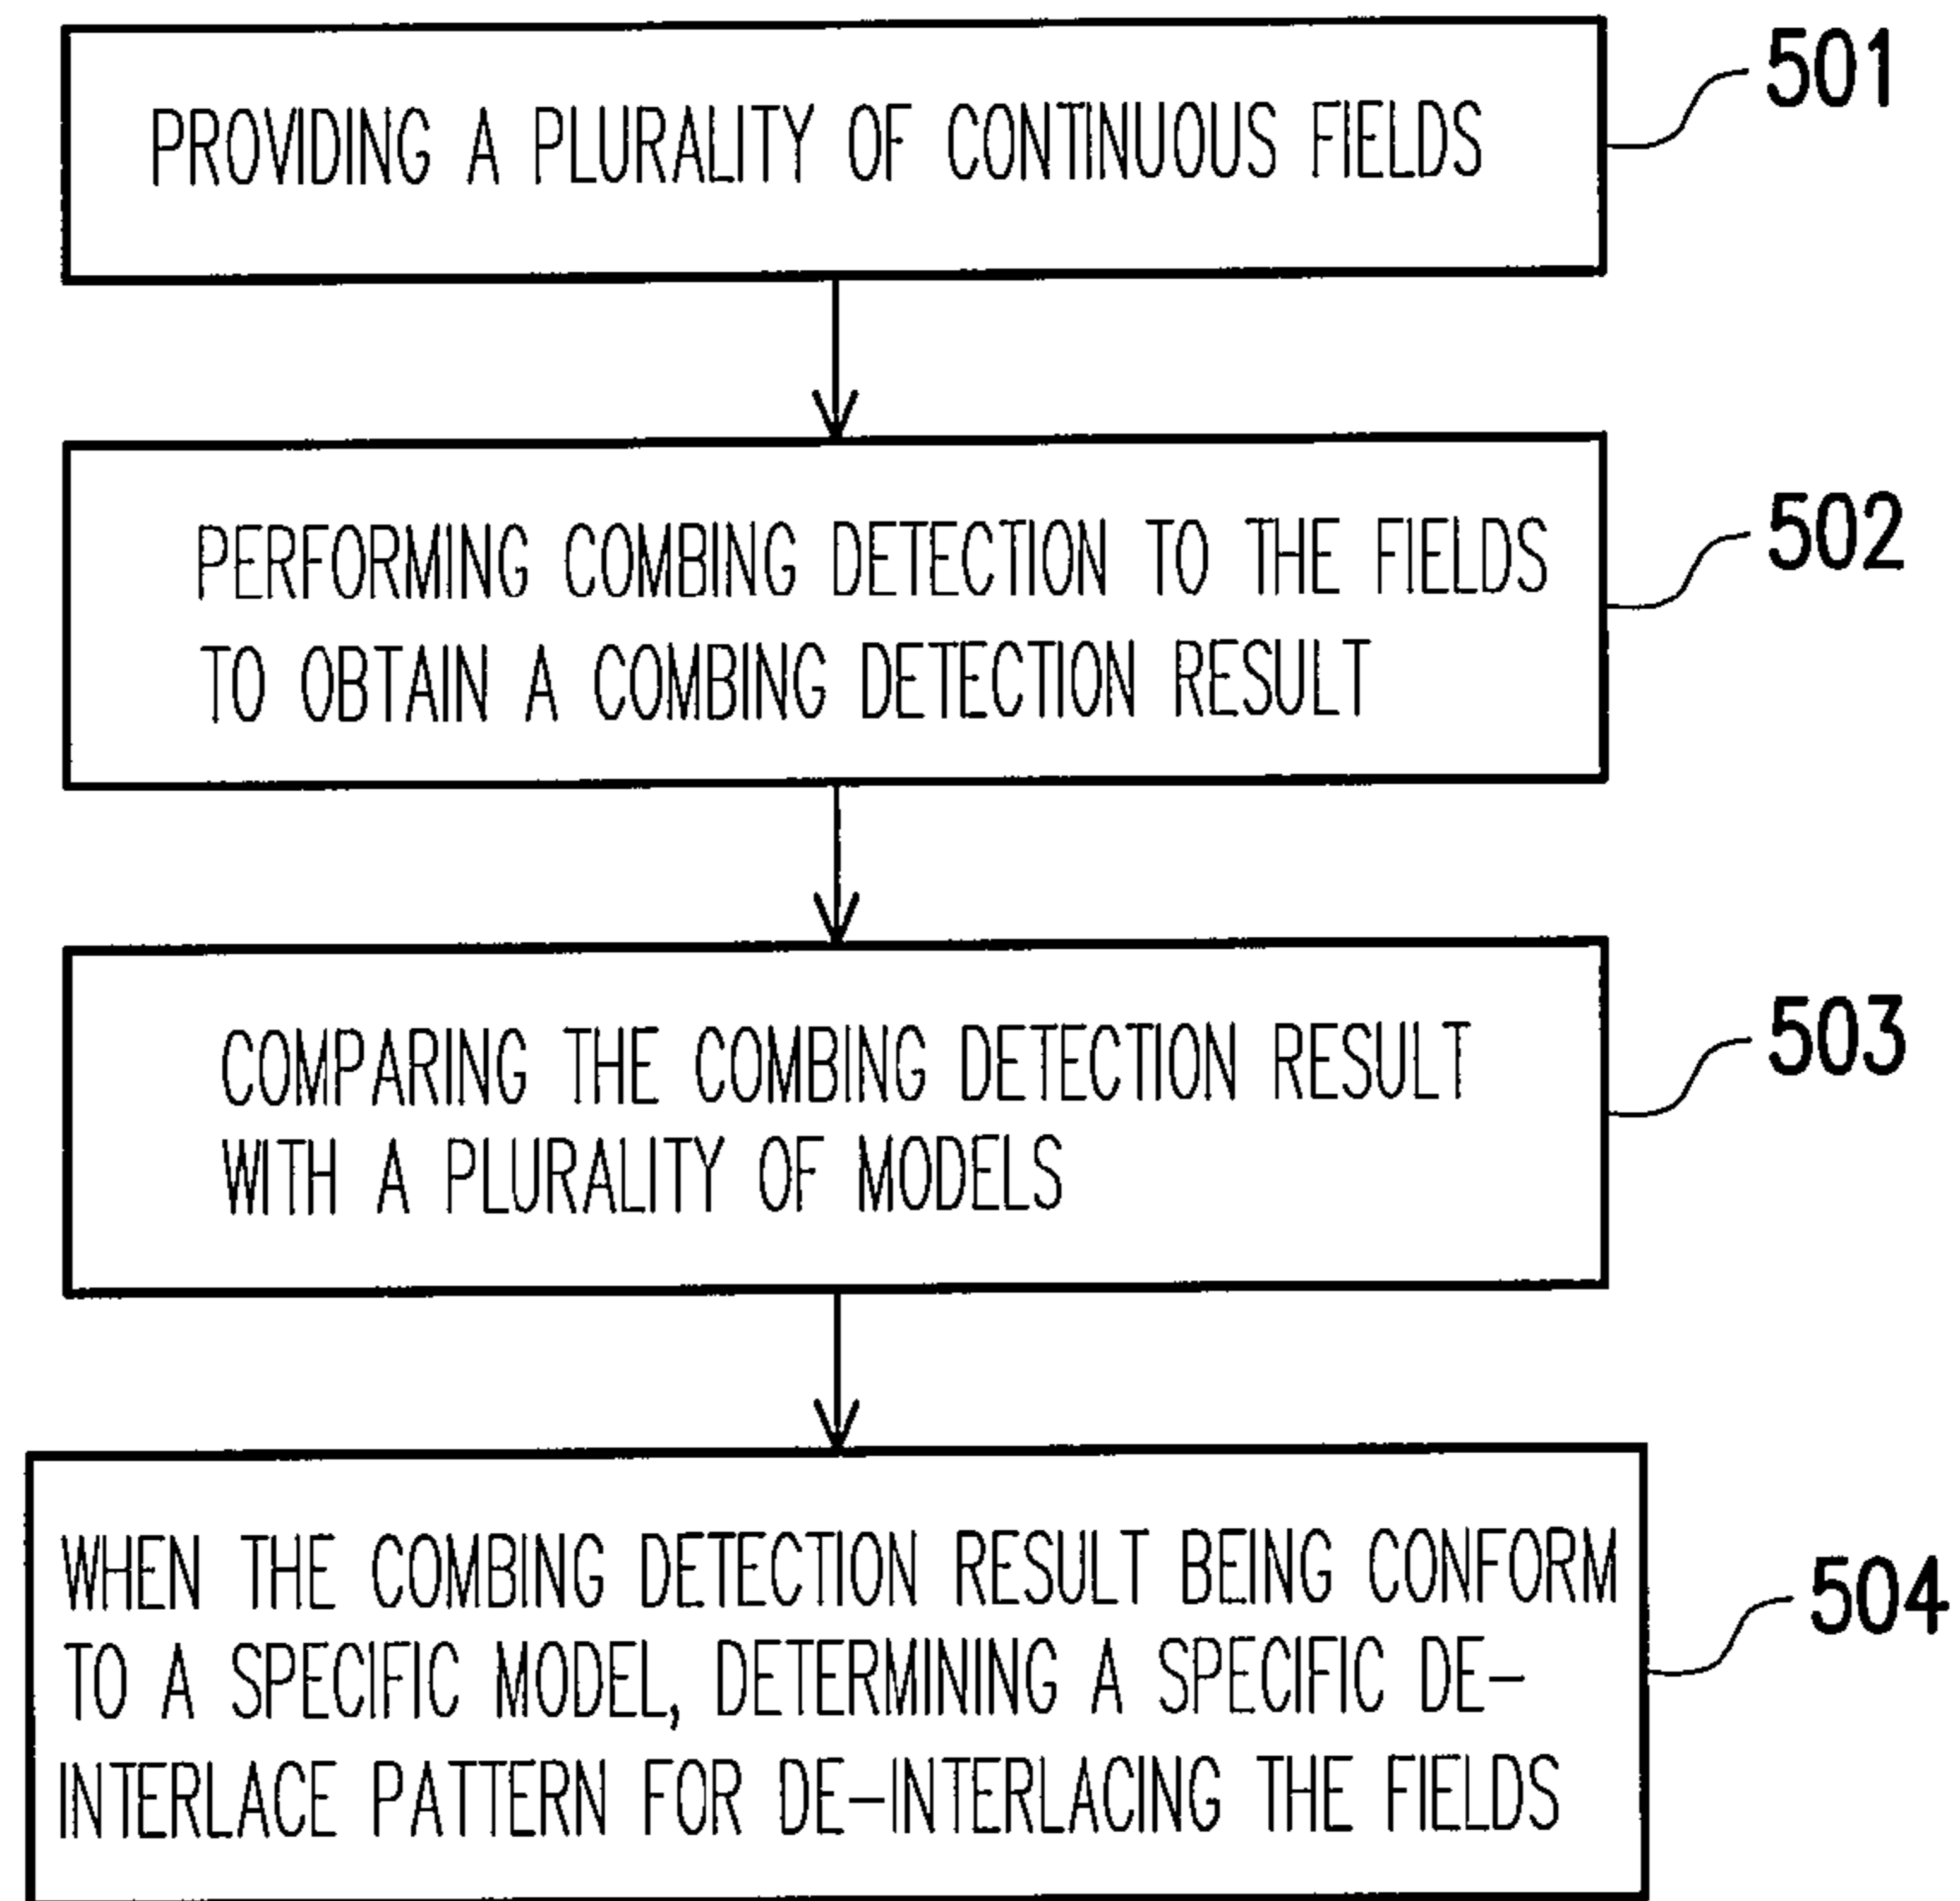 PROVIDING A PLURALITY OF CONTINUOUS FIELDS
501
PERFORMING COMBING DETECTION TO THE FIELDS
TO OBTAIN A COMBING DETECTION RESULT
502
COMPARING THE COMBING DETECTION RESULT
WITH A PLURALITY OF MODELS
503
WHEN THE COMBING DETECTION RESULT BEING CONFORM
TO A SPECIFIC MODEL, DETERMINING A SPECIFIC DE-
INTERLACE PATTERN FOR DE-INTERLACING THE FIELDS
504